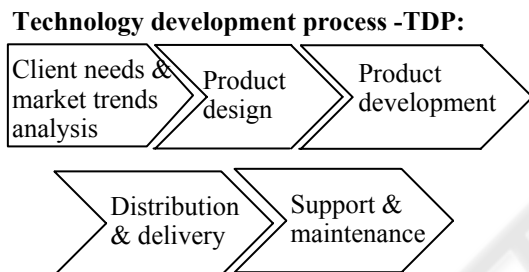 Technology development process -TDP:
Client needs &
market trends
analysis
Product
design
Product
development
Distribution
& delivery
Support &
maintenance